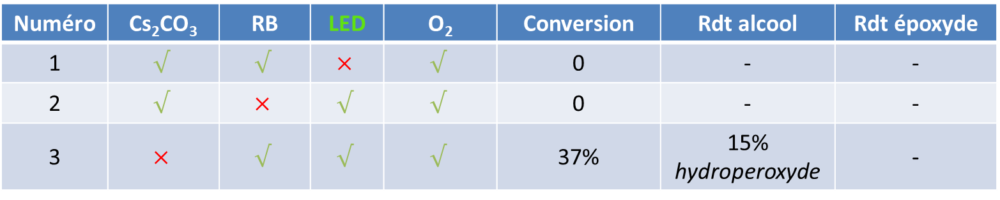 Numéro Cs₂CO₃ RB LED O₂ Conversion Rdt alcool Rdt époxyde
1 √ √ × √ 0 - -
2 √ × √ √ 0 - -
3 × √ √ √ 37% 15% -
hydroperoxyde